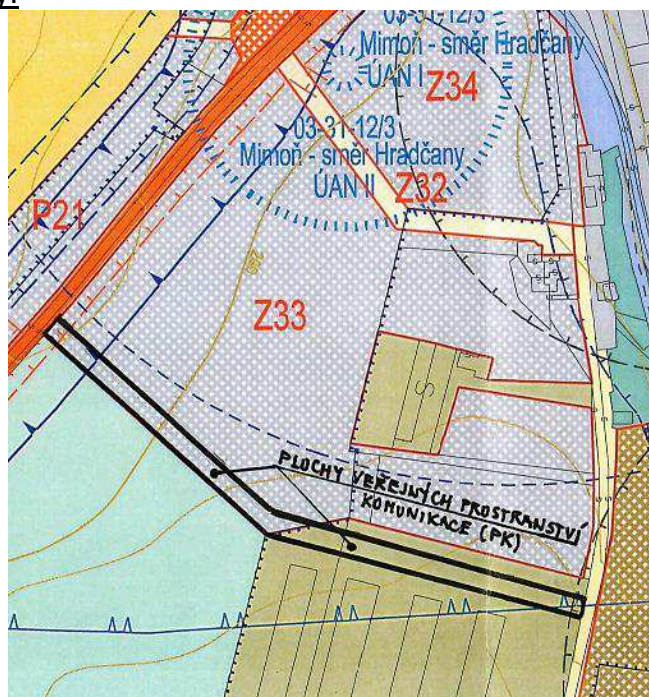 y:
03-31-12/3
Mimoň - směr Hradčany
ÚAN I
Z34
03-31-12/3
Mimoň - směr Hradčany
ÚAN II
Z32
P21
Z33
S
PLOCHY VEŘEJNÝCH PROSTRANSTVÍ
KOMUNIKACE (PK)